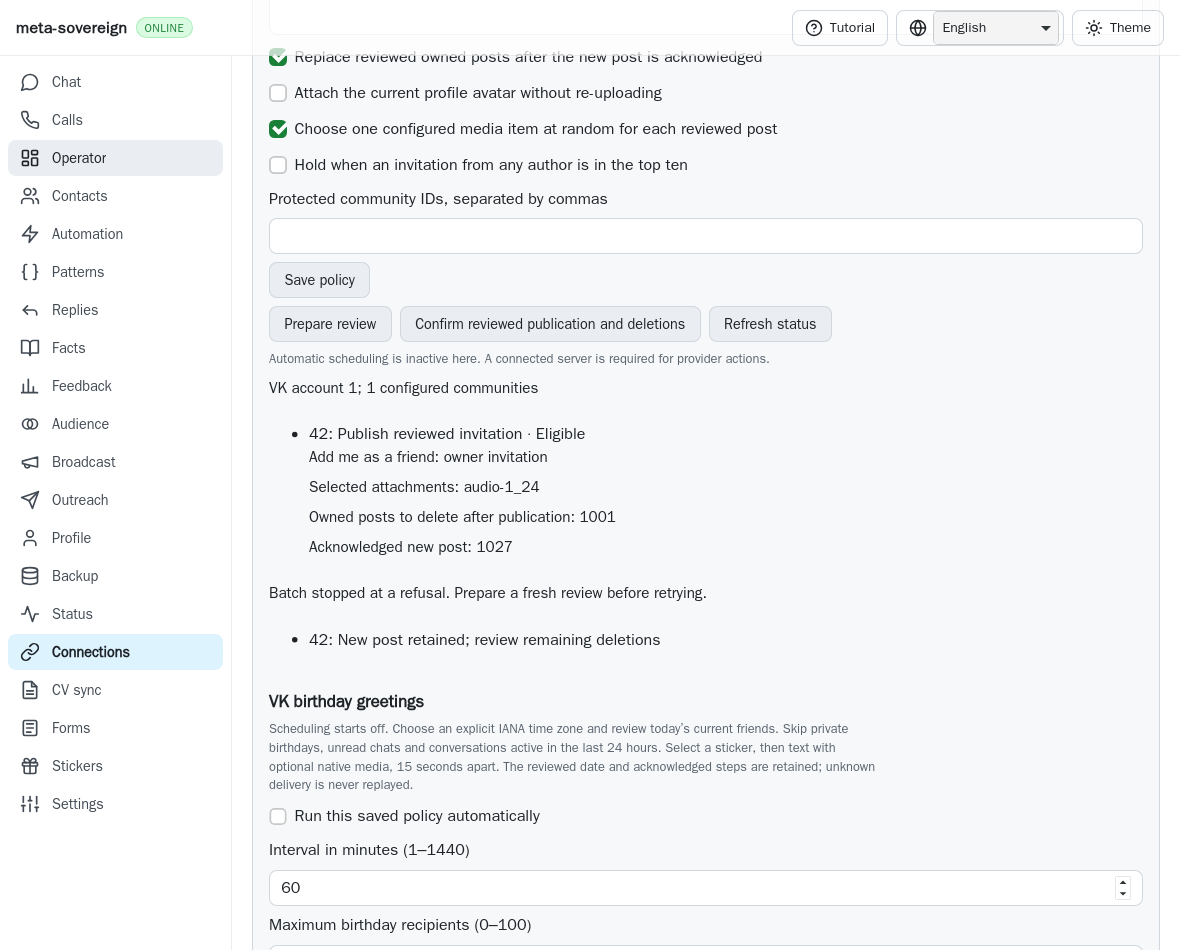 meta-sovereign ONLINE
Tutorial
English
Theme
Chat
Calls
Operator
Contacts
Automation
Patterns
Replies
Facts
Feedback
Audience
Broadcast
Outreach
Profile
Backup
Status
Connections
CV sync
Forms
Stickers
Settings
Replace reviewed owned posts after the new post is acknowledged
Attach the current profile avatar without re-uploading
Choose one configured media item at random for each reviewed post
Hold when an invitation from any author is in the top ten
Protected community IDs, separated by commas
Save policy
Prepare review
Confirm reviewed publication and deletions
Refresh status
Automatic scheduling is inactive here. A connected server is required for provider actions.
VK account 1; 1 configured communities
42: Publish reviewed invitation · Eligible
Add me as a friend: owner invitation
Selected attachments: audio-1_24
Owned posts to delete after publication: 1001
Acknowledged new post: 1027
Batch stopped at a refusal. Prepare a fresh review before retrying.
42: New post retained; review remaining deletions
VK birthday greetings
Scheduling starts off. Choose an explicit IANA time zone and review today's current friends. Skip private
birthdays, unread chats and conversations active in the last 24 hours. Select a sticker, then text with
optional native media, 15 seconds apart. The reviewed date and acknowledged steps are retained; unknown
delivery is never replayed.
Run this saved policy automatically
Interval in minutes (1–1440)
60
Maximum birthday recipients (0–100)